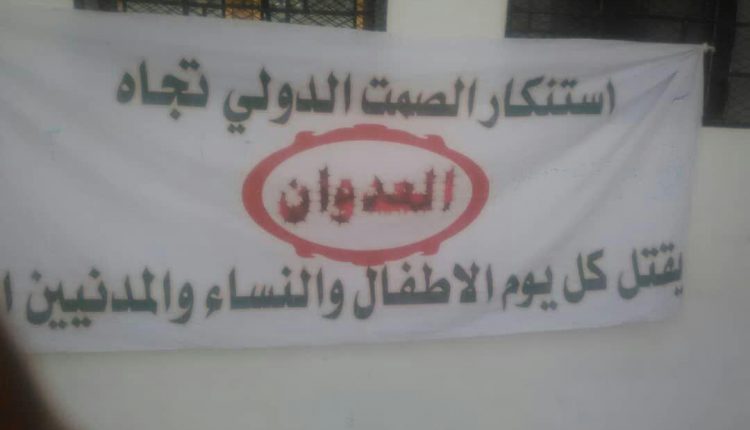 استنكار الصمت الدولي تجاه
العدوان
يقتل كل يوم الاطفال والنساء والمدنيين